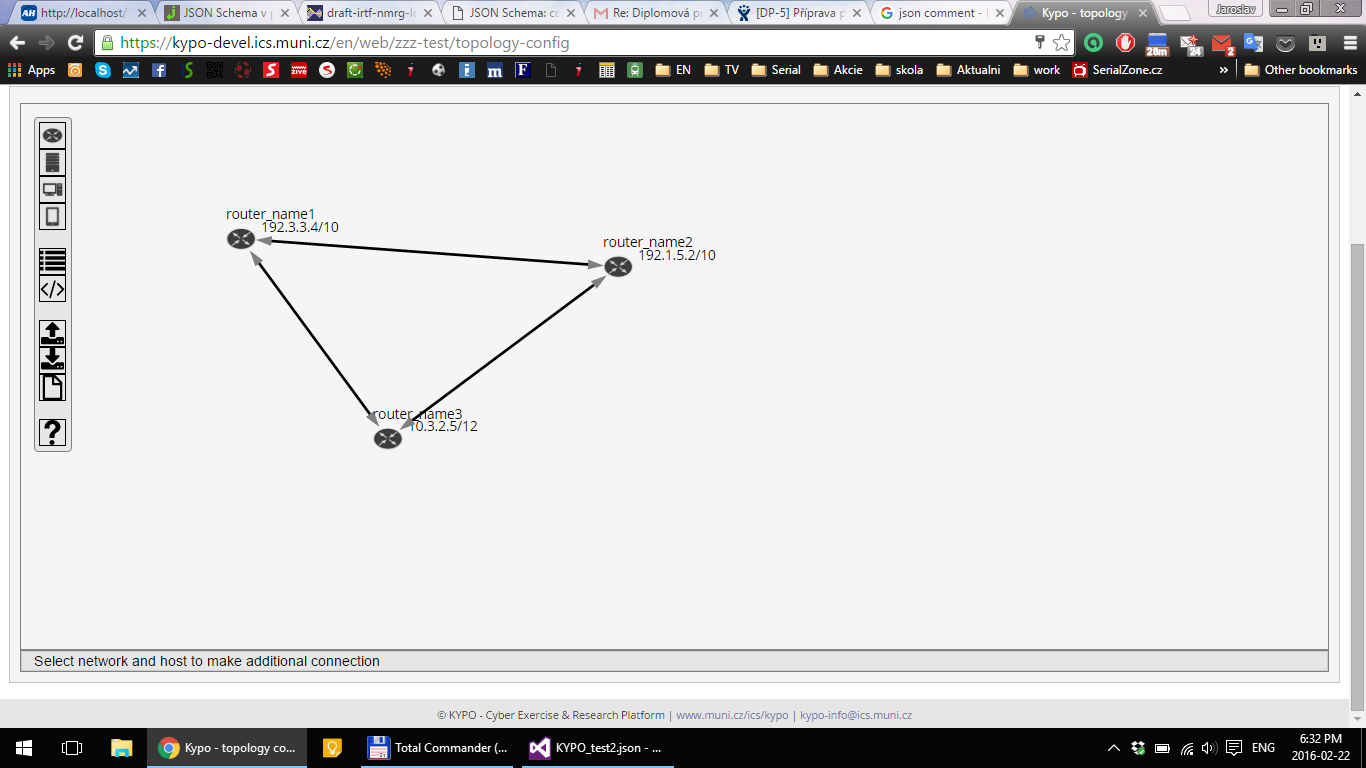 http://localhost/
JSON Schema v p
draft-irtf-nmrg-lo
JSON Schema: co
Re: Diplomová pr
[DP-5] Příprava p
json comment -
Kypo - topology
Jaroslav
https://kypo-devel.ics.muni.cz/en/web/zzz-test/topology-config
28m
24
2
Apps
EN
TV
Serial
Akcie
skola
Aktualni
work
SerialZone.cz
»
Other bookmarks
router_name1
192.3.3.4/10
router_name2
192.1.5.2/10
router_name3
10.3.2.5/12
Select network and host to make additional connection
© KYPO - Cyber Exercise & Research Platform | www.muni.cz/ics/kypo | kypo-info@ics.muni.cz
Kypo - topology co...
Total Commander (...
KYPO_test2.json - ...
ENG
6:32 PM
2016-02-22